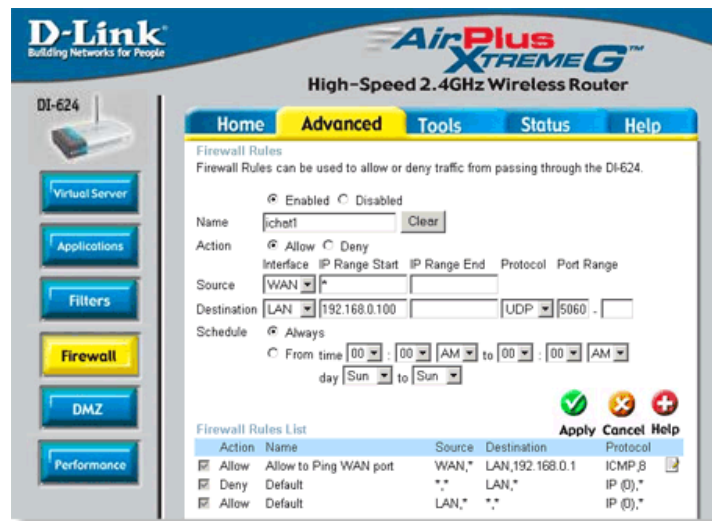 D-Link
Building Networks for People
AirPlus
XTREME G™
High-Speed 2.4GHz Wireless Router
DI-624
Home Advanced Tools Status Help
Virtual Server
Applications
Filters
Firewall
DMZ
Performance
Firewall Rules
Firewall Rules can be used to allow or deny traffic from passing through the DI-624.
Enabled Disabled
Name ichat1 Clear
Action Allow Deny
Interface IP Range Start IP Range End Protocol Port Range
Source WAN *
Destination LAN 192.168.0.100 UDP 5060 -
Schedule Always
From time 00 : 00 AM to 00 : 00 AM
day Sun to Sun
Apply Cancel Help
Firewall Rules List
Action Name Source Destination Protocol
Allow Allow to Ping WAN port WAN,* LAN,192.168.0.1 ICMP,8
Deny Default *,* LAN,* IP (0),*
Allow Default LAN,* *,* IP (0),*